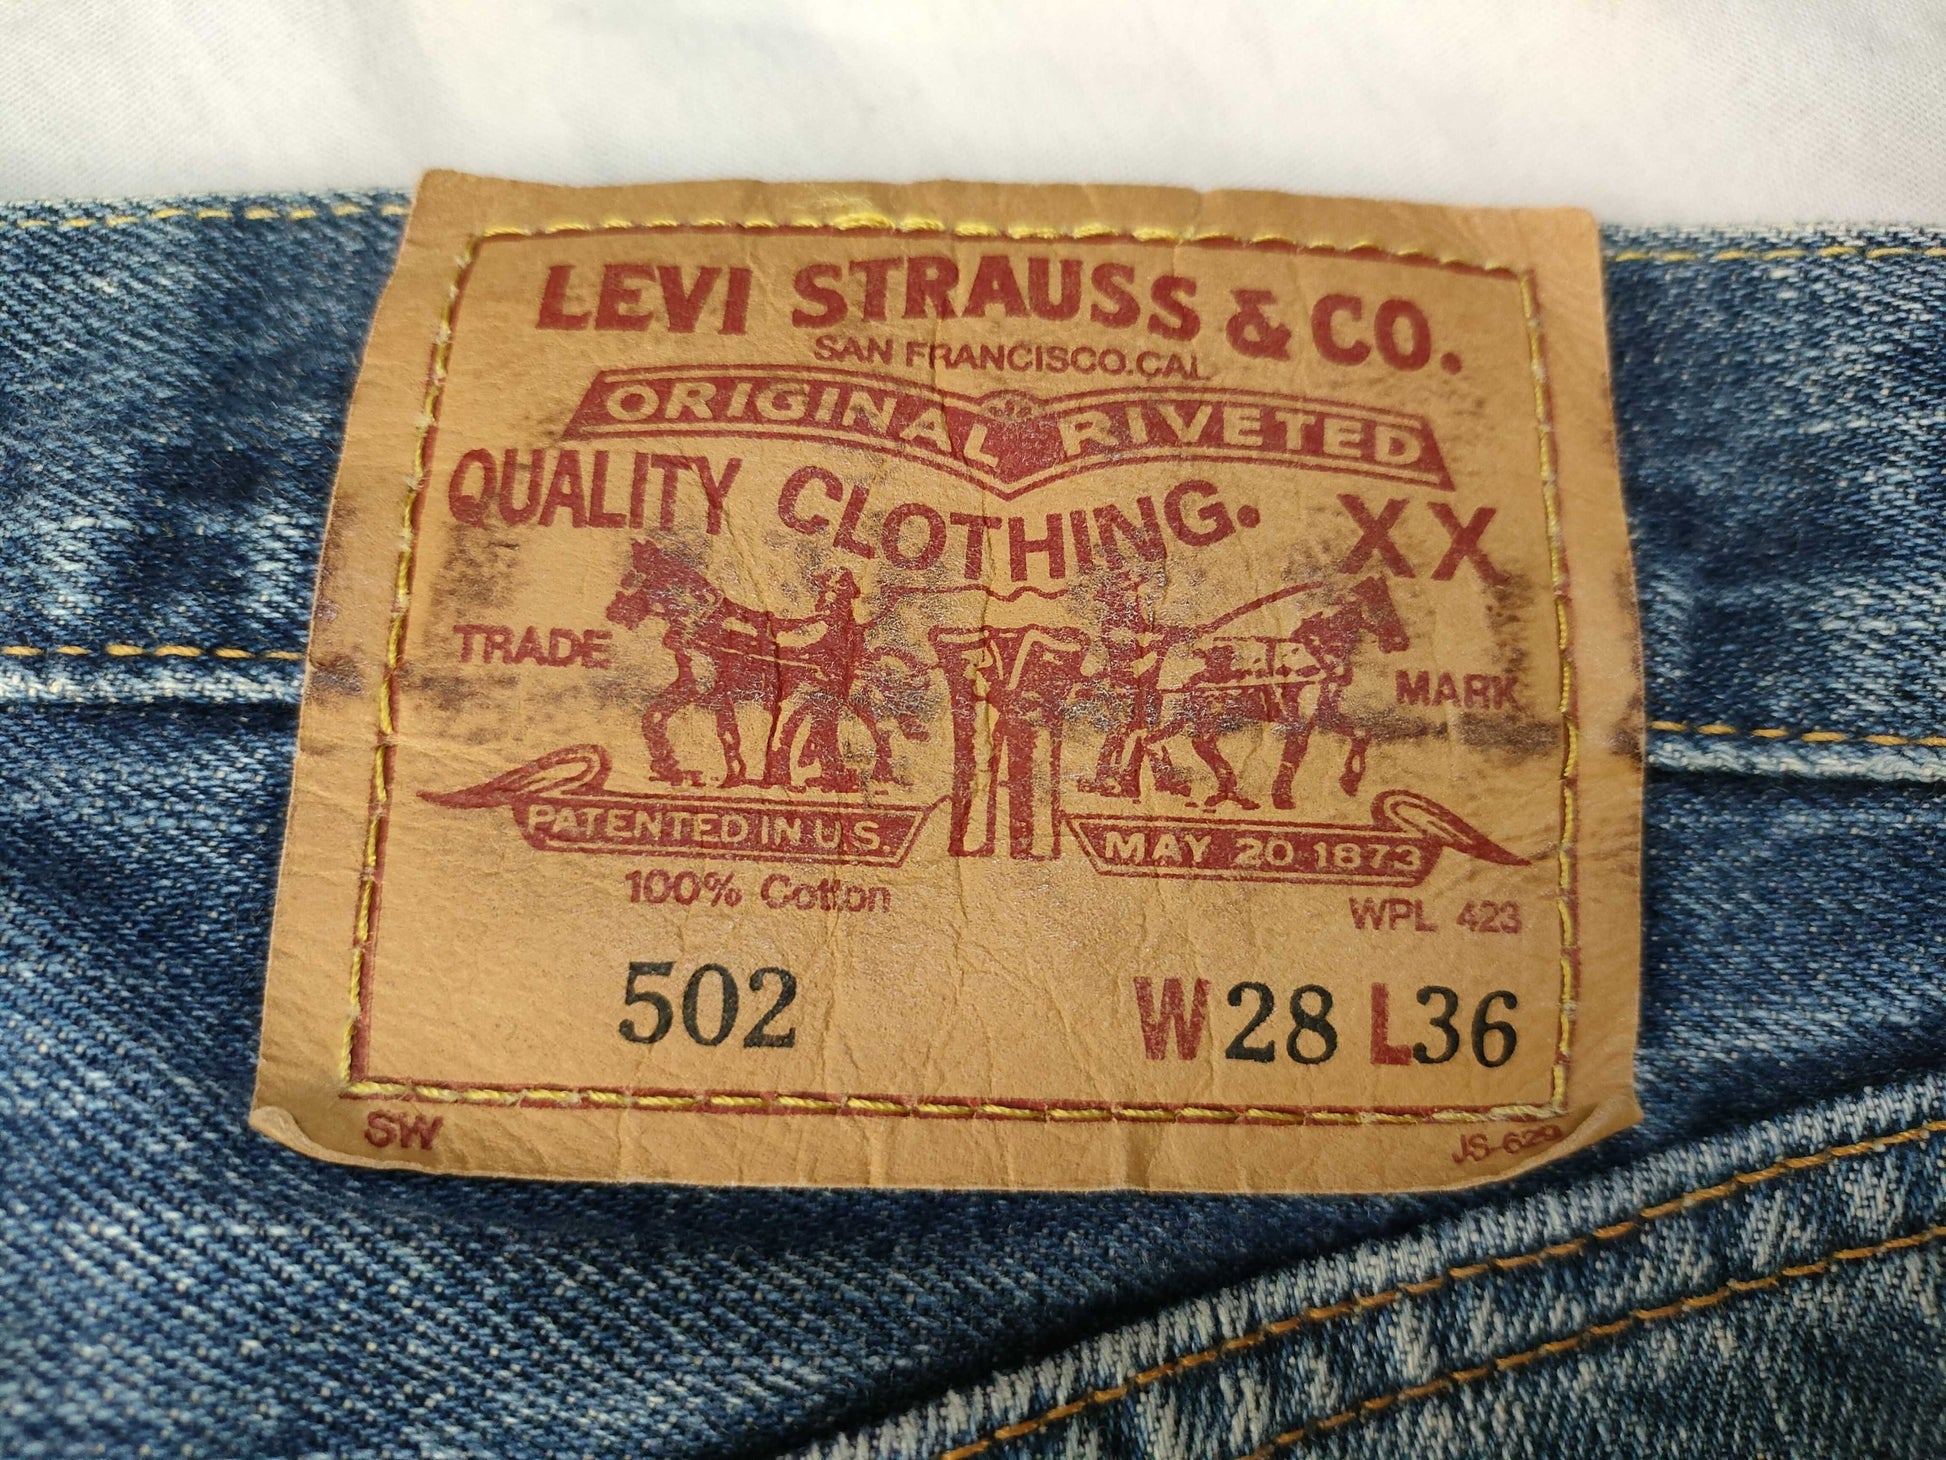 LEVI STRAUSS & CO.
SAN FRANCISCO.CAL
ORIGINAL RIVETED
QUALITY CLOTHING. XX
TRADE MARK
PATENTED IN U.S. MAY 20 1873
100% Cotton
WPL 423
502 W28 L36
SW JS-629